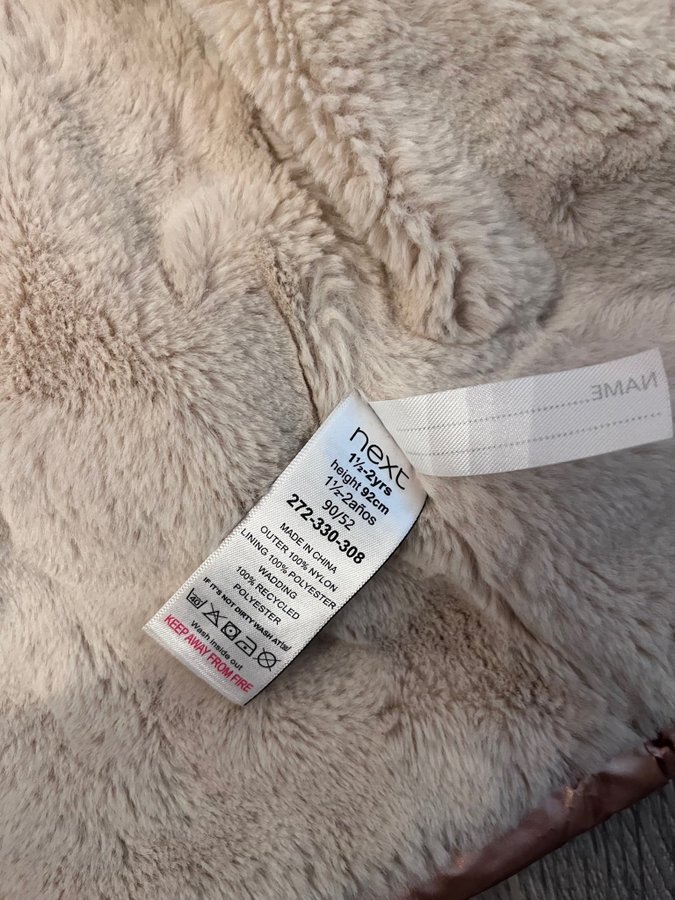 next
1½-2yrs
height 92cm
1½-2años
90/52
272-330-308
MADE IN CHINA
OUTER 100% NYLON
LINING 100% POLYESTER
WADDING
100% RECYCLED
POLYESTER
IF IT'S NOT DIRTY WASH AT
40
Wash inside out
KEEP AWAY FROM FIRE
NAME